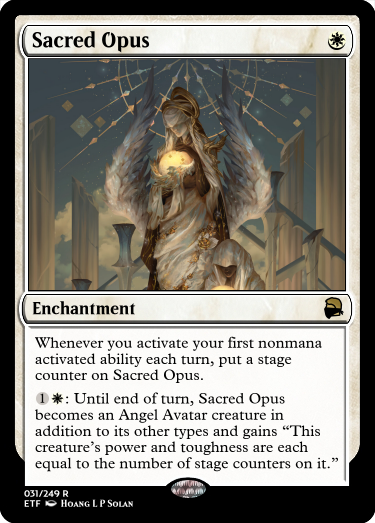 Sacred Opus
Enchantment
Whenever you activate your first nonmana
activated ability each turn, put a stage
counter on Sacred Opus.
1: Until end of turn, Sacred Opus
becomes an Angel Avatar creature in
addition to its other types and gains “This
creature's power and toughness are each
equal to the number of stage counters on it.”
031/249 R
ETF Hoang L P Solan